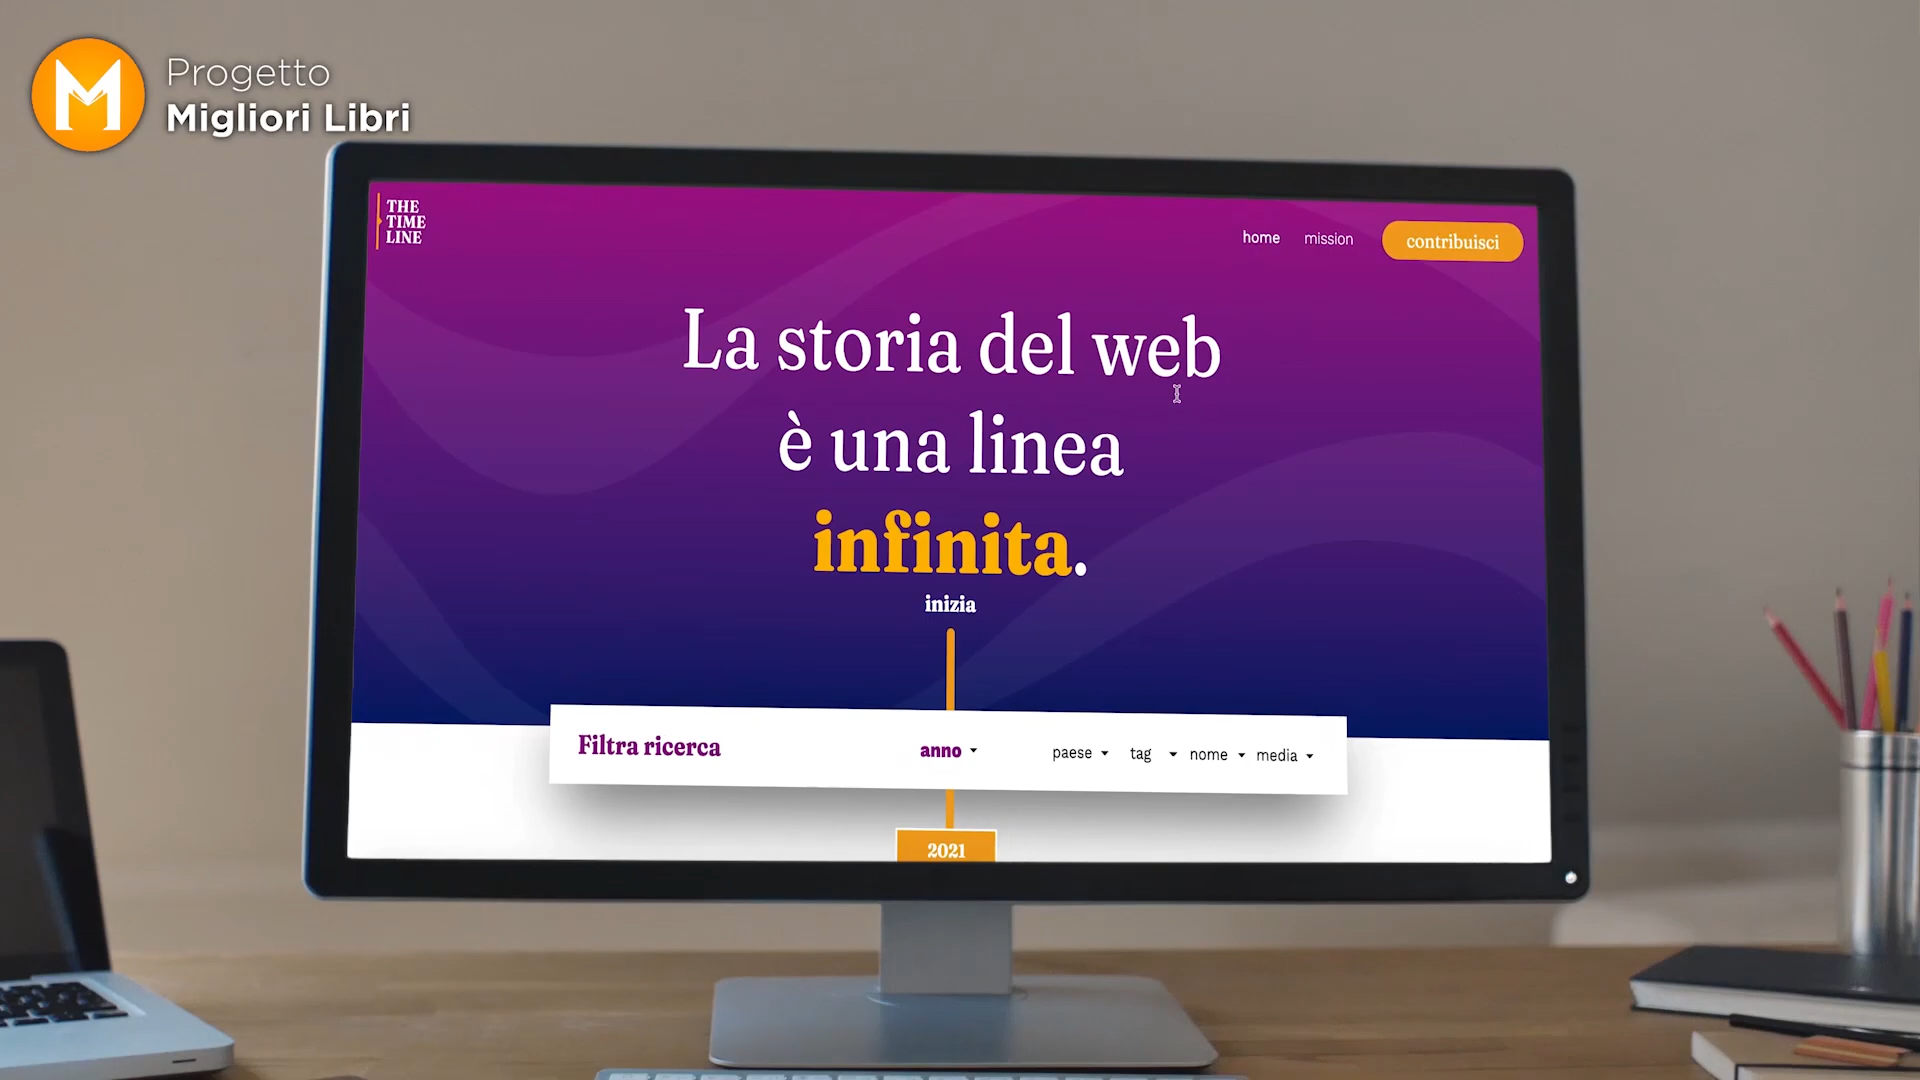 Progetto
Migliori Libri
THE
TIME
LINE
home
mission
contribuisci
La storia del web
è una linea
infinita.
inizia
Filtra ricerca
anno
paese
tag
nome
media
2021